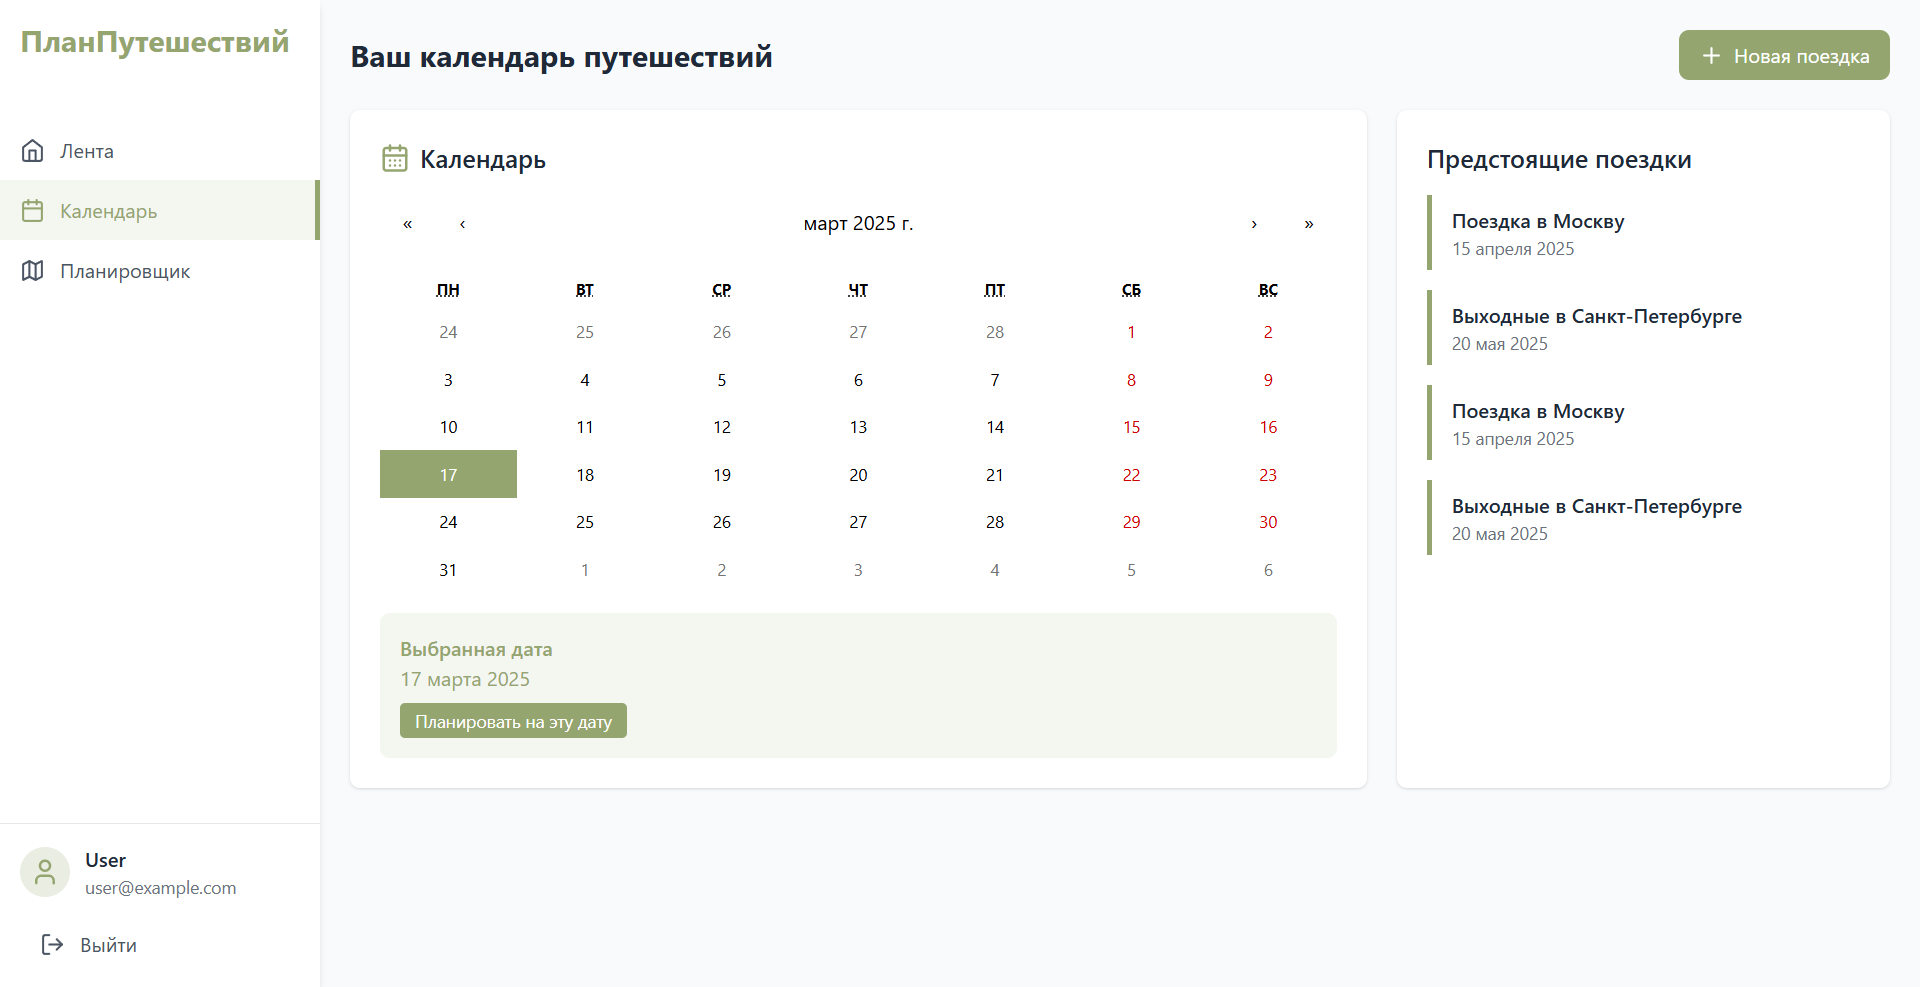 ПланПутешествий
Лента
Календарь
Планировщик
User
user@example.com
Выйти
Ваш календарь путешествий
Новая поездка
Календарь
« ‹ март 2025 г. › »
ПН ВТ СР ЧТ ПТ СБ ВС
24 25 26 27 28 1 2
3 4 5 6 7 8 9
10 11 12 13 14 15 16
17 18 19 20 21 22 23
24 25 26 27 28 29 30
31 1 2 3 4 5 6
Выбранная дата
17 марта 2025
Планировать на эту дату
Предстоящие поездки
Поездка в Москву
15 апреля 2025
Выходные в Санкт-Петербурге
20 мая 2025
Поездка в Москву
15 апреля 2025
Выходные в Санкт-Петербурге
20 мая 2025